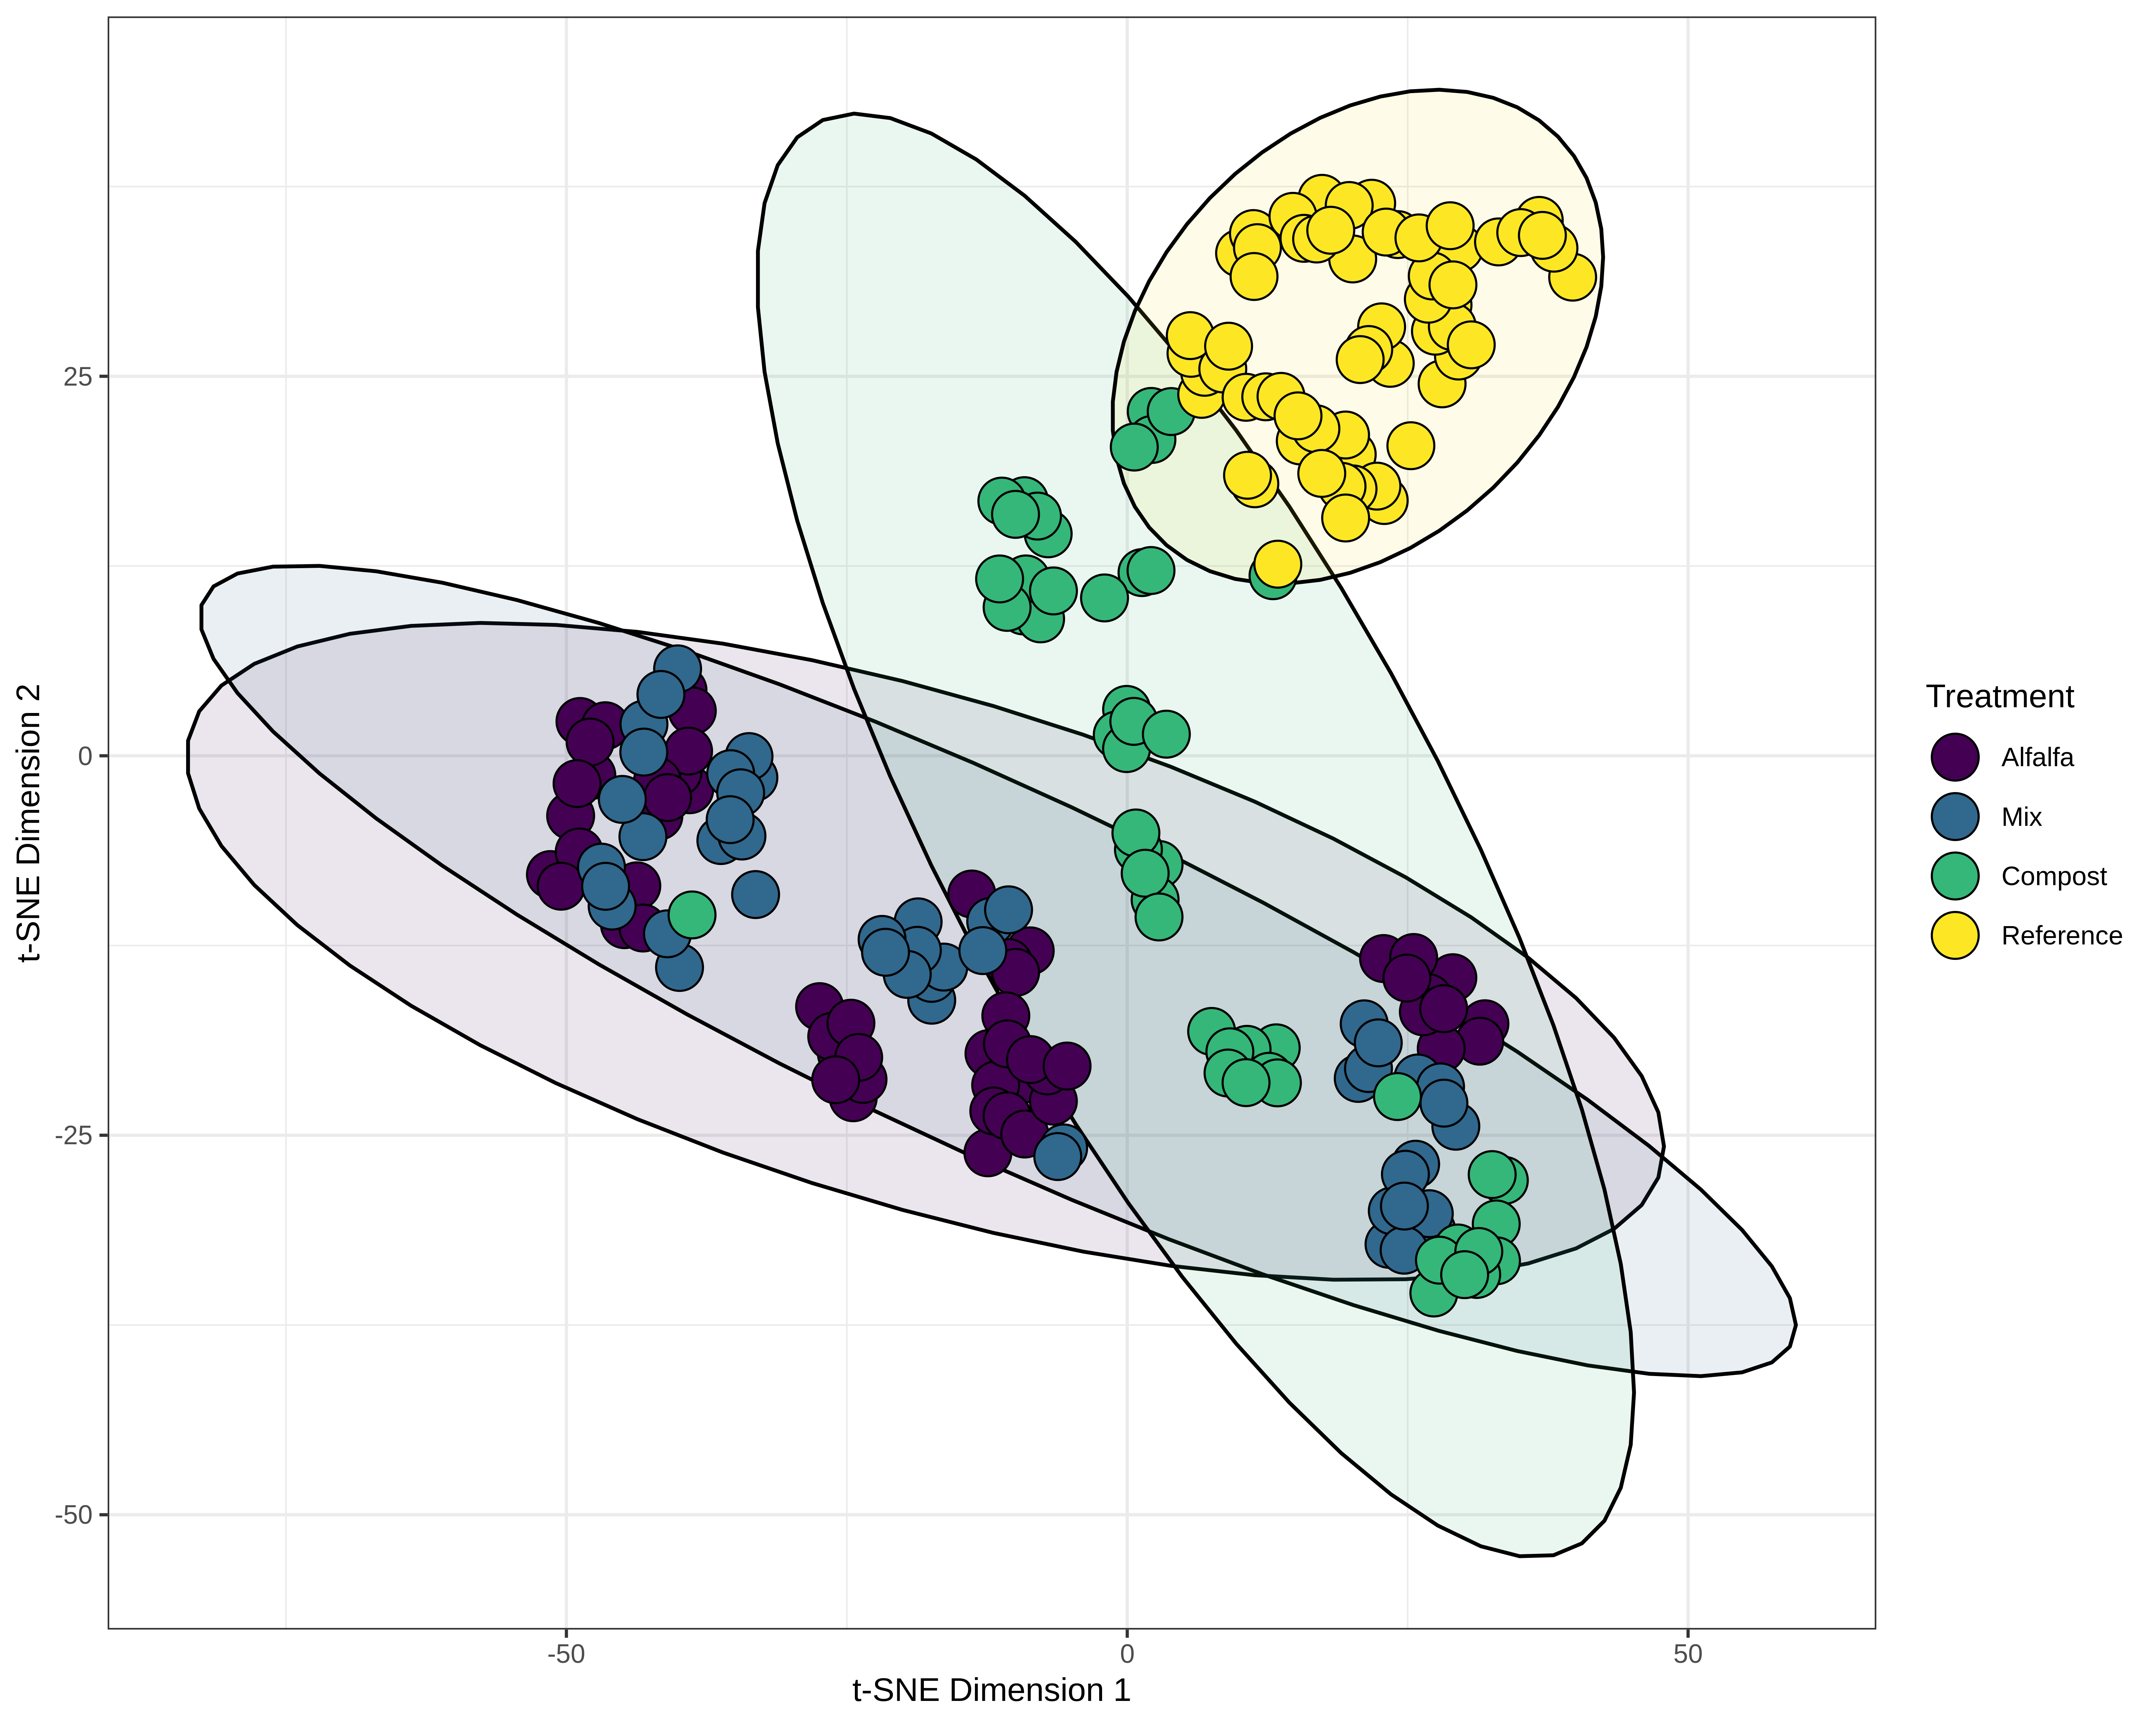 25
0
-25
-50
-50
0
50
t-SNE Dimension 1
t-SNE Dimension 2
Treatment
Alfalfa
Mix
Compost
Reference